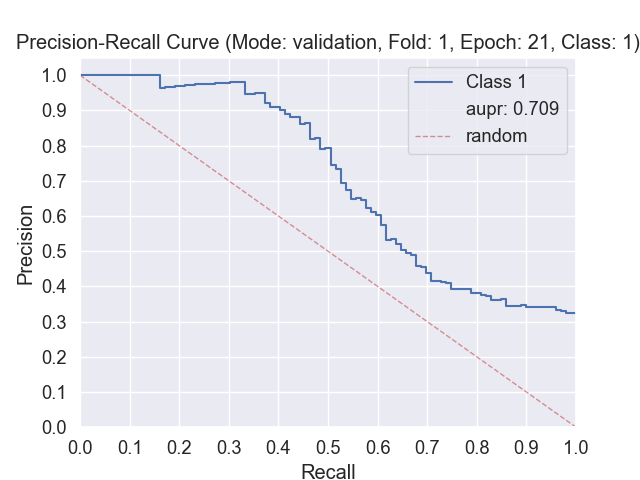 Precision-Recall Curve (Mode: validation, Fold: 1, Epoch: 21, Class: 1)
Class 1
aupr: 0.709
random
Precision
1.0
0.9
0.8
0.7
0.6
0.5
0.4
0.3
0.2
0.1
0.0
0.0 0.1 0.2 0.3 0.4 0.5 0.6 0.7 0.8 0.9 1.0
Recall